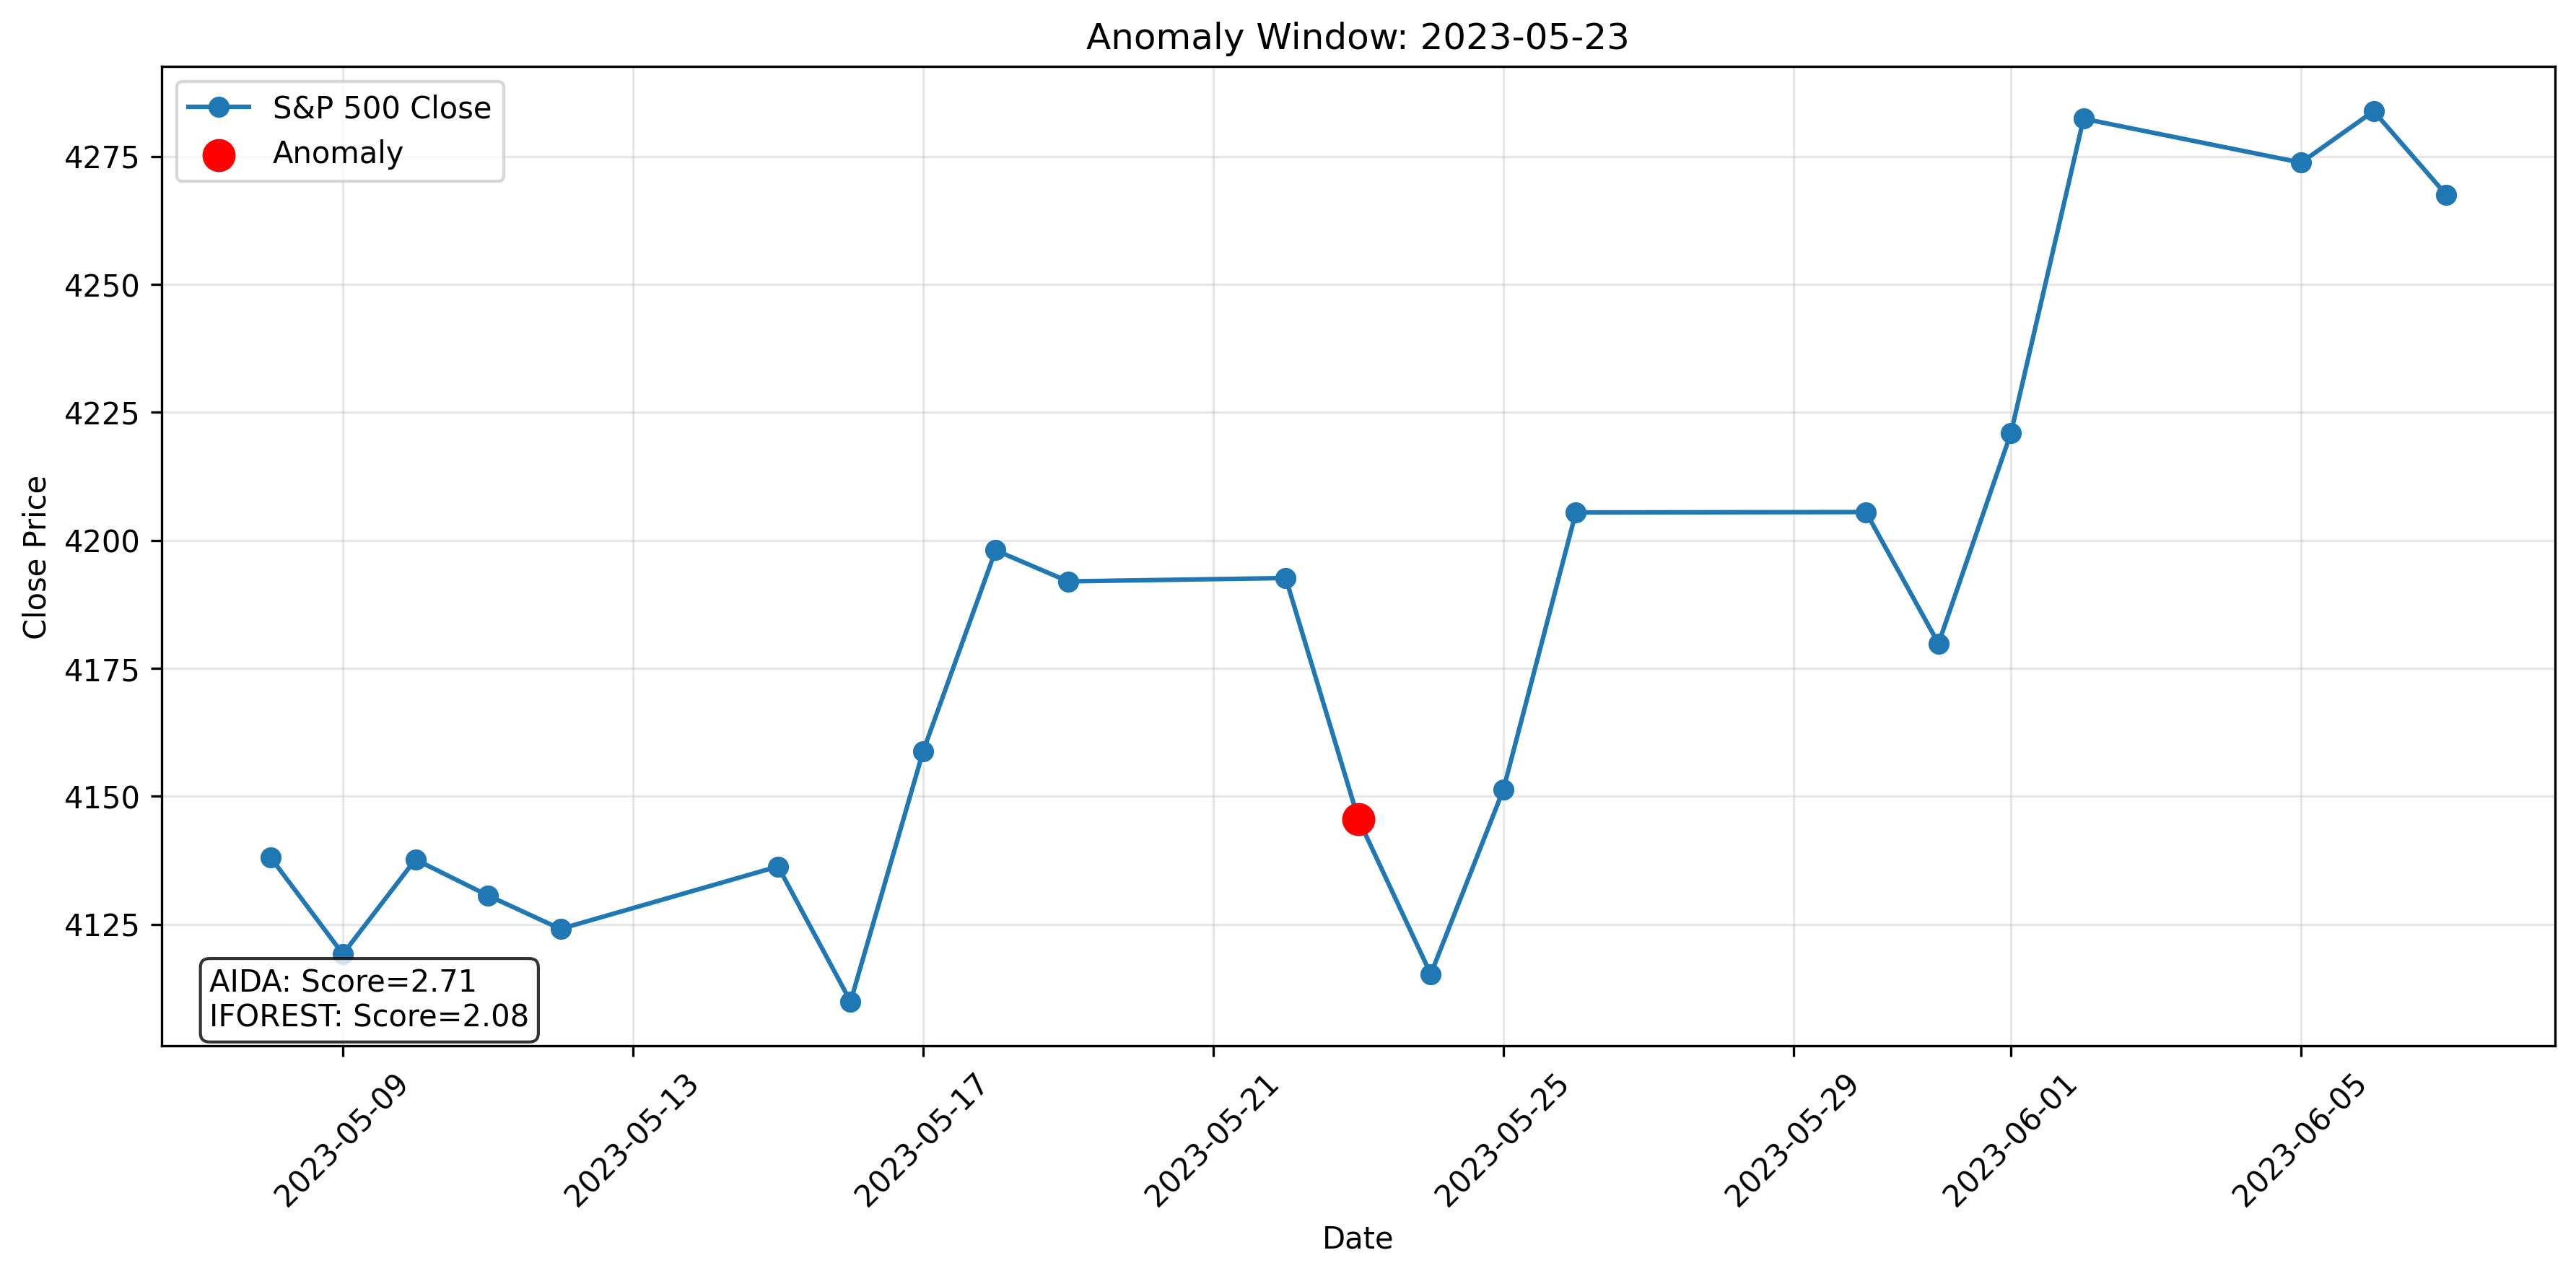 Anomaly Window: 2023-05-23
S&P 500 Close
Anomaly
4275
4250
4225
4200
4175
4150
4125
Close Price
AIDA: Score=2.71
IFOREST: Score=2.08
2023-05-09
2023-05-13
2023-05-17
2023-05-21
2023-05-25
2023-05-29
2023-06-01
2023-06-05
Date